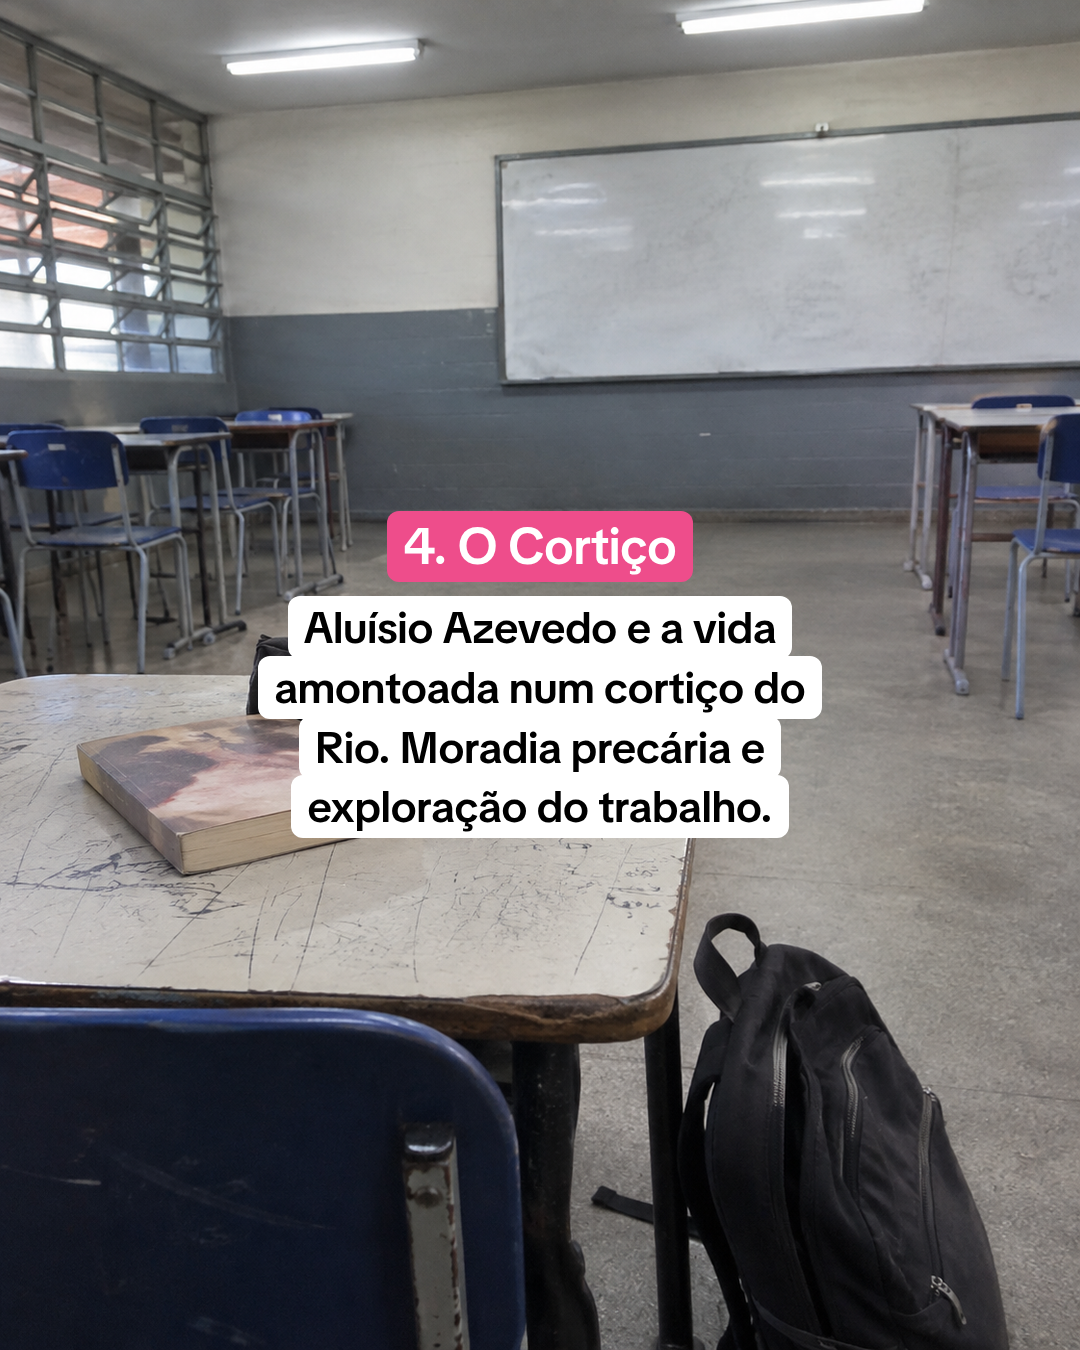 4. O Cortiço
Aluísio Azevedo e a vida
amontoada num cortiço do
Rio. Moradia precária e
exploração do trabalho.